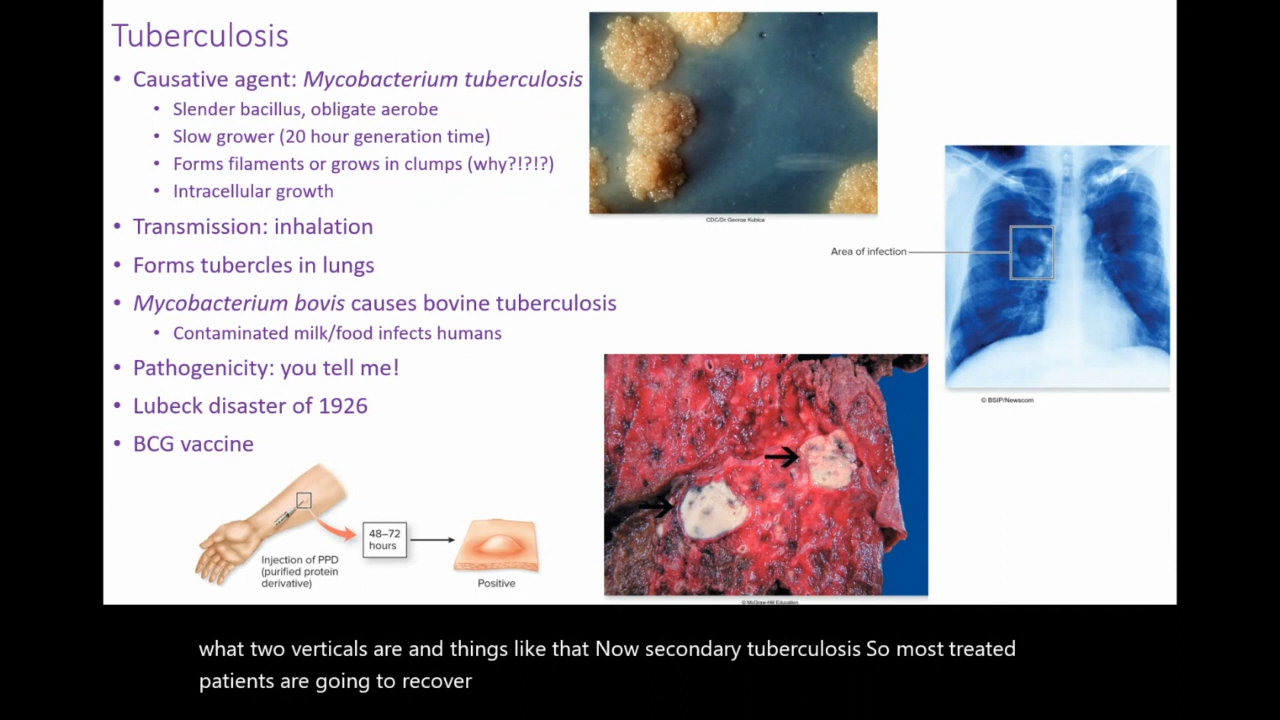 Tuberculosis
• Causative agent: Mycobacterium tuberculosis
• Slender bacillus, obligate aerobe
• Slow grower (20 hour generation time)
• Forms filaments or grows in clumps (why?!?!?)
• Intracellular growth
• Transmission: inhalation
• Forms tubercles in lungs
• Mycobacterium bovis causes bovine tuberculosis
• Contaminated milk/food infects humans
• Pathogenicity: you tell me!
• Lubeck disaster of 1926
• BCG vaccine
CDC/Dr George Kubica
Area of infection
© BSIP/Newscom
© McGraw-Hill Education
Injection of PPD
(purified protein
derivative)
48–72
hours
Positive
what two verticals are and things like that Now secondary tuberculosis So most treated
patients are going to recover